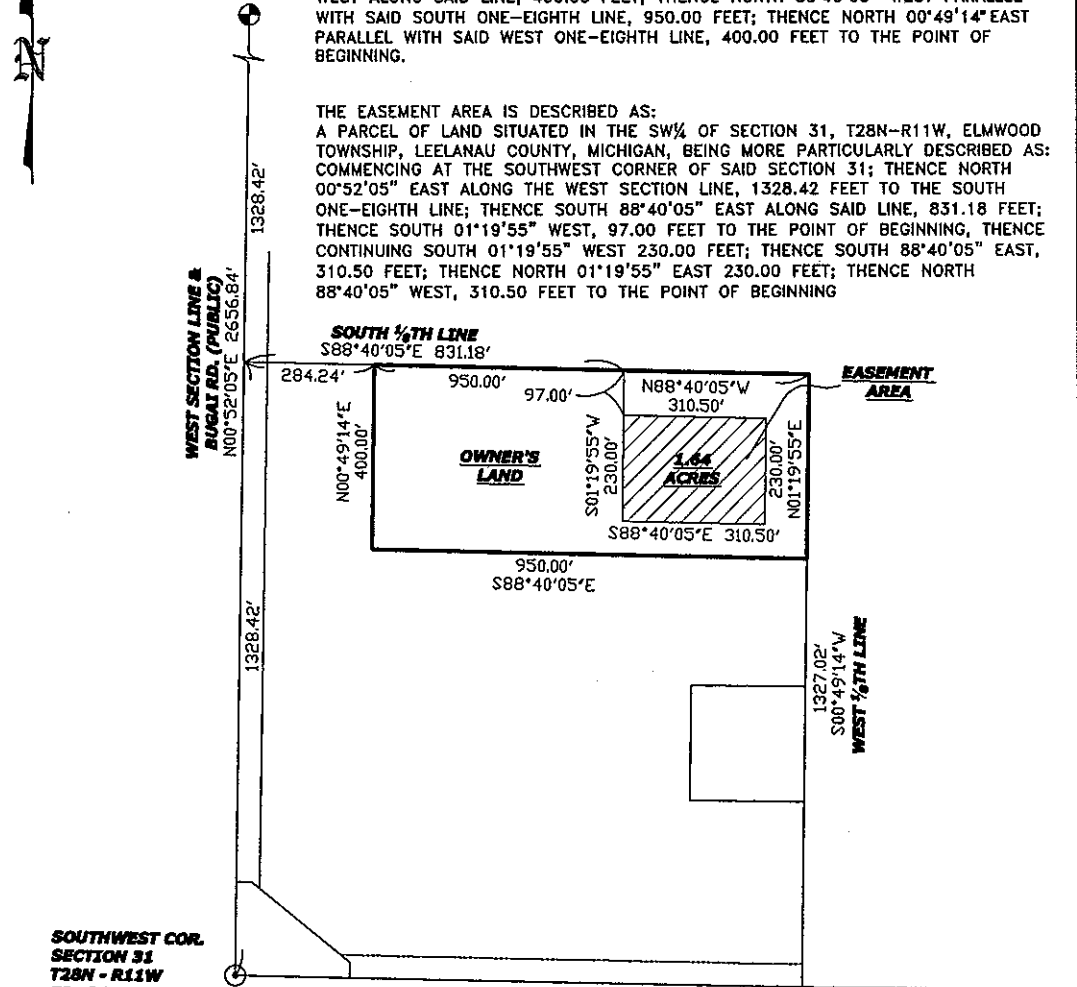 WITH SAID SOUTH ONE-EIGHTH LINE, 950.00 FEET; THENCE NORTH 00°49'14" EAST
PARALLEL WITH SAID WEST ONE-EIGHTH LINE, 400.00 FEET TO THE POINT OF
BEGINNING.
THE EASEMENT AREA IS DESCRIBED AS:
A PARCEL OF LAND SITUATED IN THE SW¼ OF SECTION 31, T28N-R11W, ELMWOOD
TOWNSHIP, LEELANAU COUNTY, MICHIGAN, BEING MORE PARTICULARLY DESCRIBED AS:
COMMENCING AT THE SOUTHWEST CORNER OF SAID SECTION 31; THENCE NORTH
00°52'05" EAST ALONG THE WEST SECTION LINE, 1328.42 FEET TO THE SOUTH
ONE-EIGHTH LINE; THENCE SOUTH 88°40'05" EAST ALONG SAID LINE, 831.18 FEET;
THENCE SOUTH 01°19'55" WEST, 97.00 FEET TO THE POINT OF BEGINNING, THENCE
CONTINUING SOUTH 01°19'55" WEST 230.00 FEET; THENCE SOUTH 88°40'05" EAST,
310.50 FEET; THENCE NORTH 01°19'55" EAST 230.00 FEET; THENCE NORTH
88°40'05" WEST, 310.50 FEET TO THE POINT OF BEGINNING
1328.42'
WEST SECTION LINE &
BUGAI RD. (PUBLIC)
N00°52'05"E 2656.84'
SOUTH ⅛TH LINE
S88°40'05"E 831.18'
284.24'
950.00'
97.00'
N88°40'05"W
310.50'
EASEMENT
AREA
N00°49'14"E
400.00'
OWNER'S
LAND
S01°19'55"W
230.00'
1.64
ACRES
230.00'
N01°19'55"E
S88°40'05"E 310.50'
950.00'
S88°40'05"E
1328.42'
1327.02'
S00°49'14"W
WEST ⅛TH LINE
SOUTHWEST COR.
SECTION 31
T28N - R11W